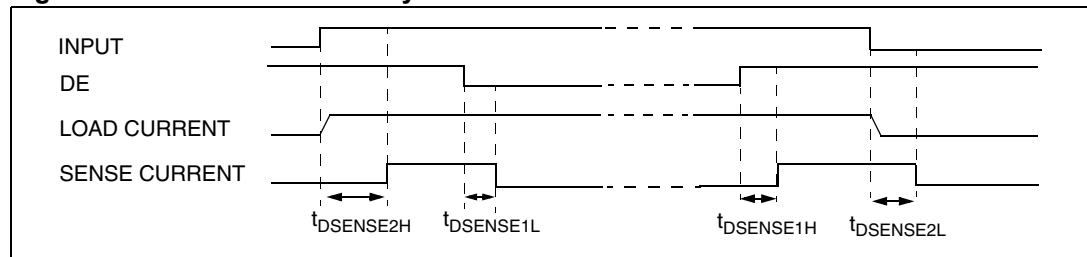 INPUT
DE
LOAD CURRENT
SENSE CURRENT
tDSENSE2H tDSENSE1L tDSENSE1H tDSENSE2L